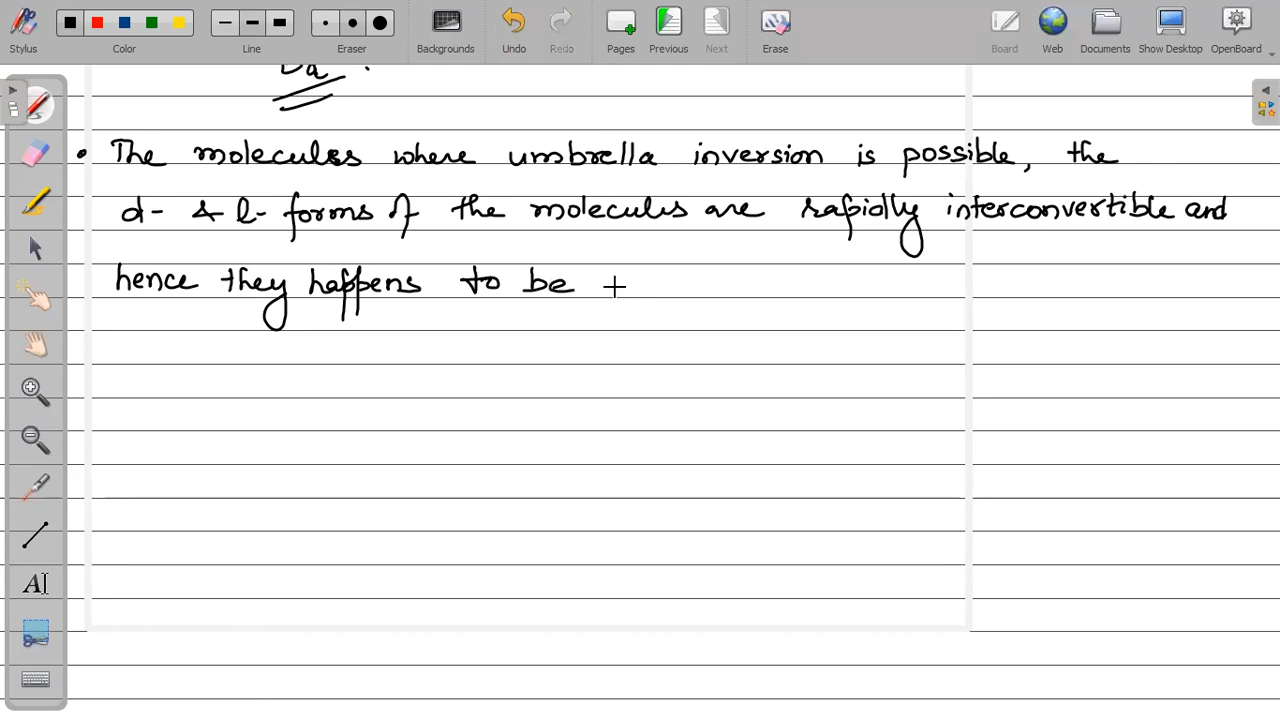 Stylus
Color
Line
Eraser
Backgrounds
Undo
Redo
Pages
Previous
Next
Erase
Board
Web
Documents
Show Desktop
OpenBoard
• The molecules where umbrella inversion is possible, the
d- & l- forms of the molecules are rapidly interconvertible and
hence they happens to be